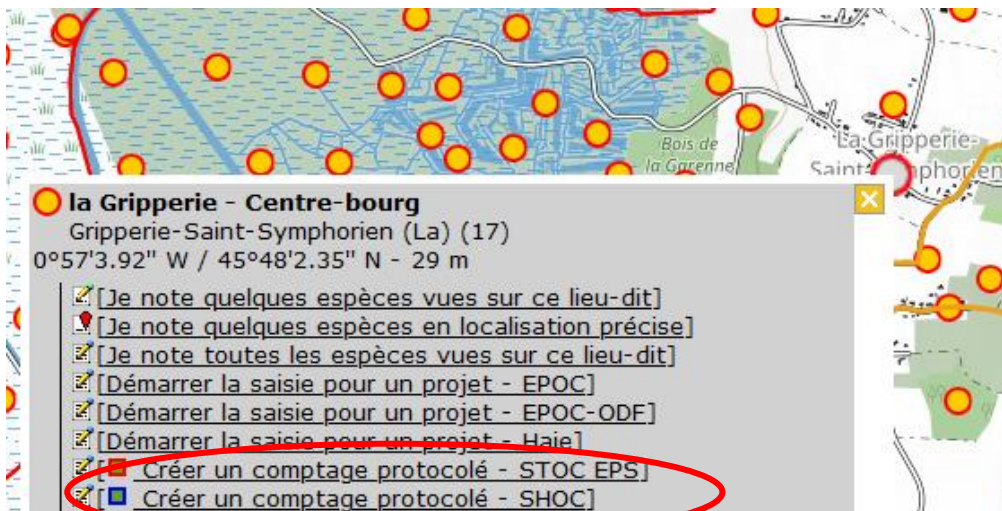 Bois de
la Garenne
La Gripperie-
la Gripperie - Centre-bourg
Gripperie-Saint-Symphorien (La) (17)
0°57'3.92" W / 45°48'2.35" N - 29 m
[Je note quelques espèces vues sur ce lieu-dit]
[Je note quelques espèces en localisation précise]
[Je note toutes les espèces vues sur ce lieu-dit]
[Démarrer la saisie pour un projet - EPOC]
[Démarrer la saisie pour un projet - EPOC-ODF]
[Démarrer la saisie pour un projet - Haie]
[ Créer un comptage protocolé - STOC EPS]
[ Créer un comptage protocolé - SHOC]